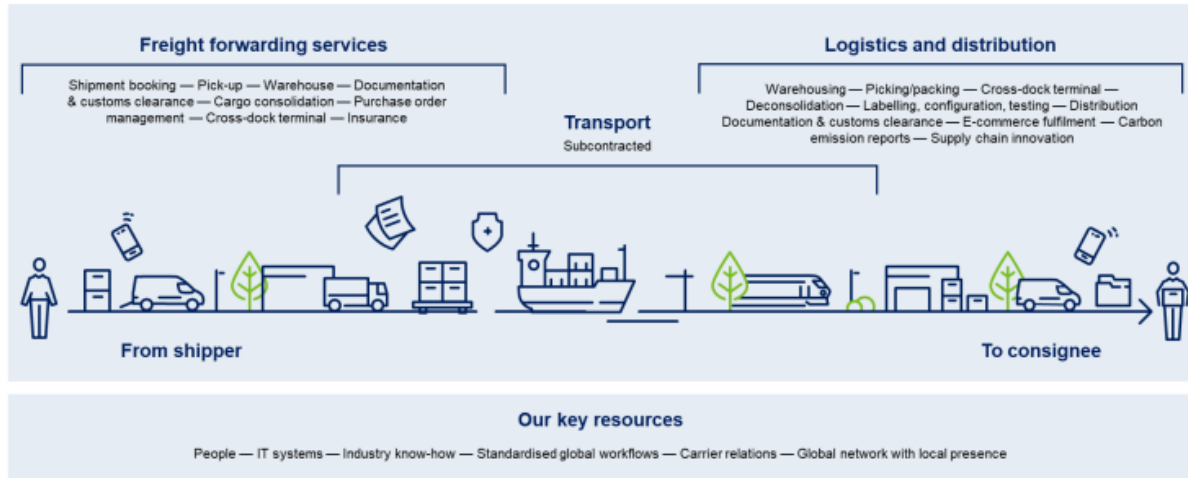 Freight forwarding services
Shipment booking — Pick-up — Warehouse — Documentation
& customs clearance — Cargo consolidation — Purchase order
management — Cross-dock terminal — Insurance
Transport
Subcontracted
Logistics and distribution
Warehousing — Picking/packing — Cross-dock terminal —
Deconsolidation — Labelling, configuration, testing — Distribution
Documentation & customs clearance — E-commerce fulfilment — Carbon
emission reports — Supply chain innovation
From shipper
To consignee
Our key resources
People — IT systems — Industry know-how — Standardised global workflows — Carrier relations — Global network with local presence